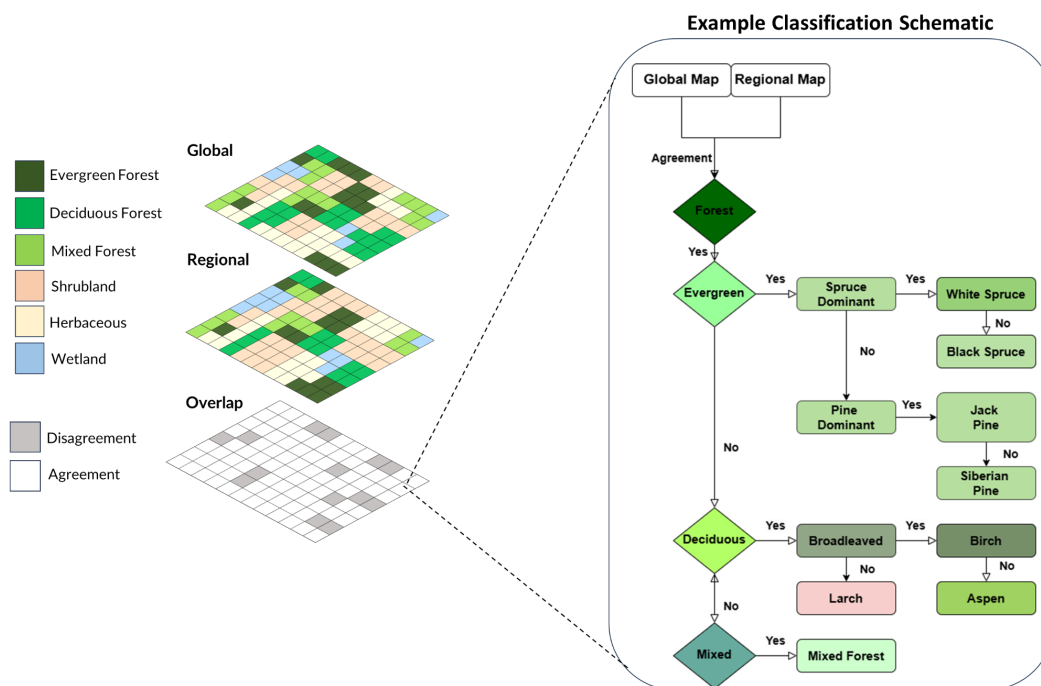 Example Classification Schematic
Global Map
Regional Map
Agreement
Forest
Yes
Evergreen
Yes
Spruce
Dominant
Yes
White Spruce
No
Black Spruce
No
Pine
Dominant
Yes
Jack
Pine
No
Siberian
Pine
No
Deciduous
Yes
Broadleaved
Yes
Birch
No
Larch
No
Aspen
No
Mixed
Yes
Mixed Forest
Global
Regional
Overlap
Evergreen Forest
Deciduous Forest
Mixed Forest
Shrubland
Herbaceous
Wetland
Disagreement
Agreement